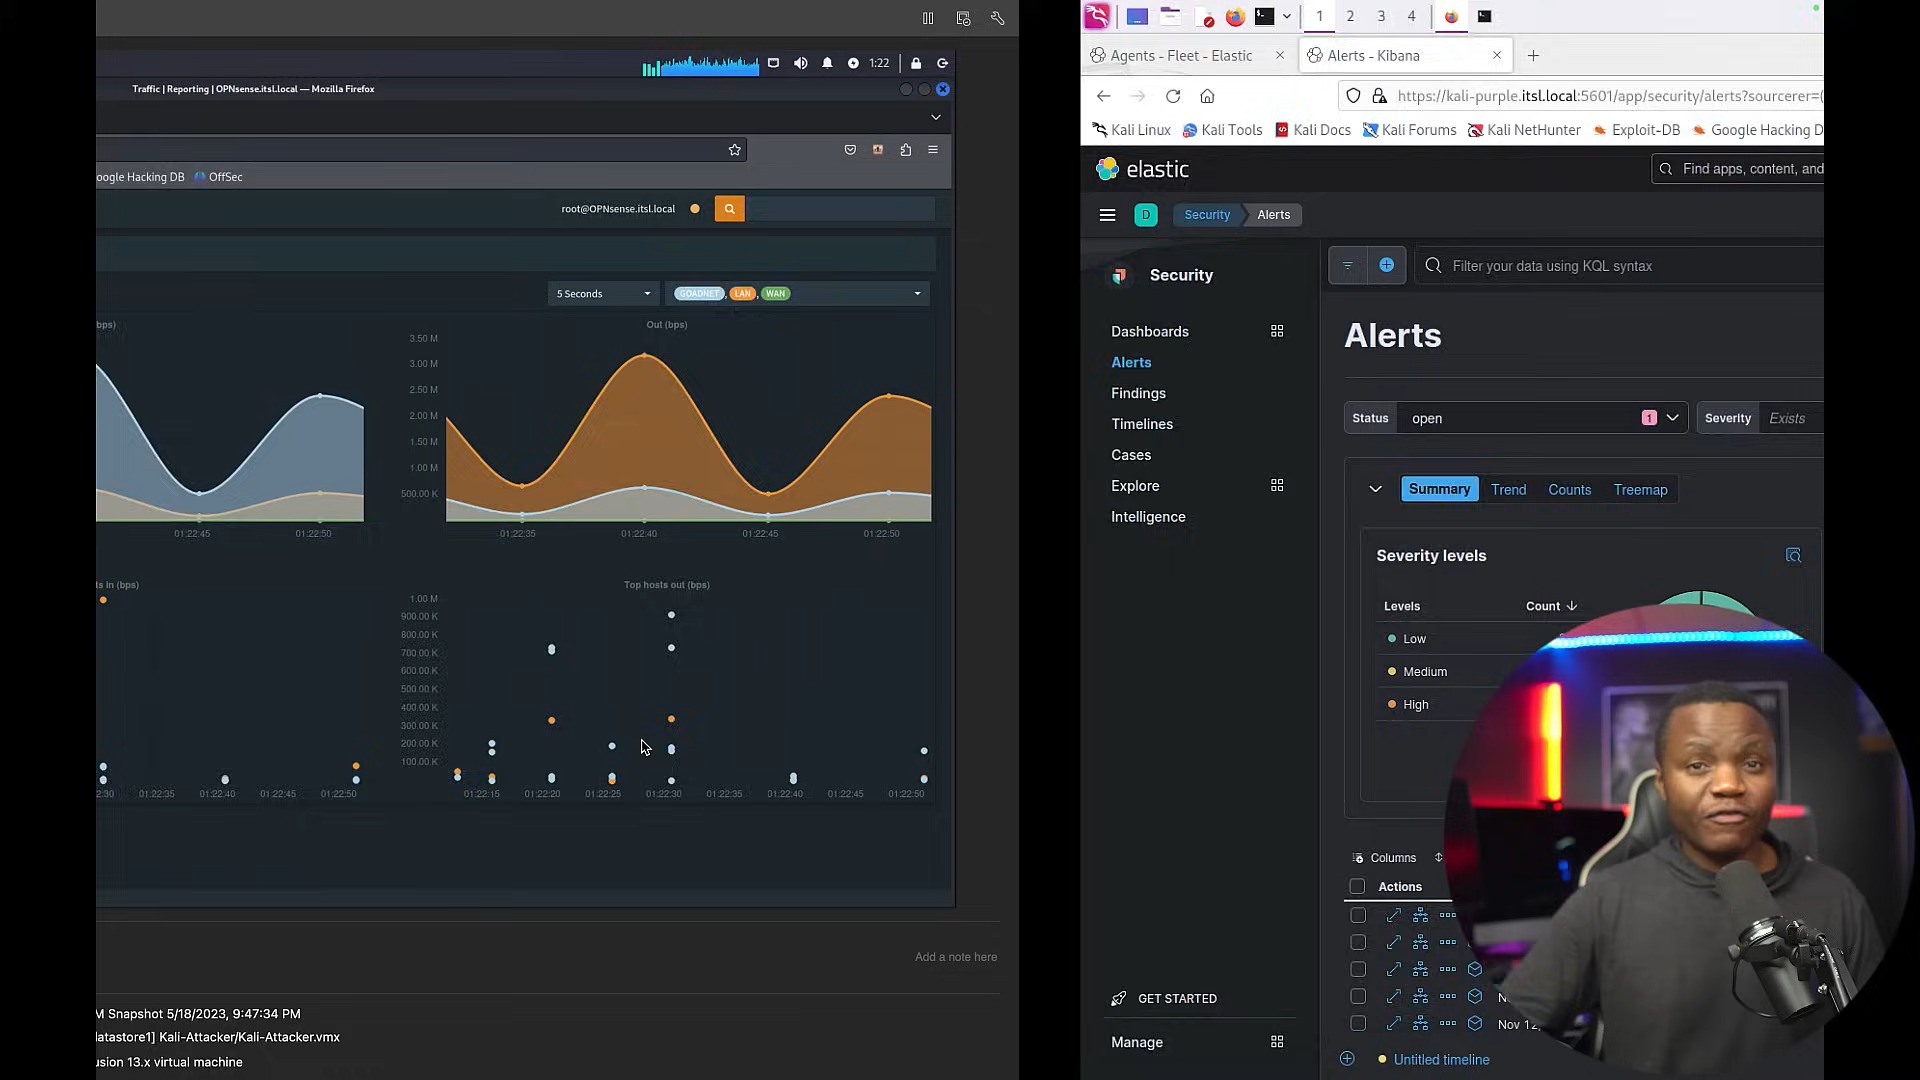 1:22
Traffic | Reporting | OPNsense.itsl.local — Mozilla Firefox
oogle Hacking DB
OffSec
root@OPNsense.itsl.local
5 Seconds
GOADNET, LAN, WAN
bps)
Out (bps)
3.50 M
3.00 M
2.50 M
2.00 M
1.50 M
1.00 M
500.00 K
01:22:45
01:22:50
01:22:35
01:22:40
01:22:45
01:22:50
ts in (bps)
Top hosts out (bps)
1.00 M
900.00 K
800.00 K
700.00 K
600.00 K
500.00 K
400.00 K
300.00 K
200.00 K
100.00 K
22:30
01:22:35
01:22:40
01:22:45
01:22:50
01:22:15
01:22:20
01:22:25
01:22:30
01:22:35
01:22:40
01:22:45
01:22:50
Add a note here
M Snapshot 5/18/2023, 9:47:34 PM
latastore1] Kali-Attacker/Kali-Attacker.vmx
usion 13.x virtual machine
1 2 3 4
Agents - Fleet - Elastic
Alerts - Kibana
https://kali-purple.itsl.local:5601/app/security/alerts?sourcerer=(
Kali Linux
Kali Tools
Kali Docs
Kali Forums
Kali NetHunter
Exploit-DB
Google Hacking D
elastic
Find apps, content, and
D
Security
Alerts
Security
Filter your data using KQL syntax
Dashboards
Alerts
Findings
Timelines
Cases
Explore
Intelligence
Alerts
Status
open
1
Severity
Exists
Summary
Trend
Counts
Treemap
Severity levels
Levels
Count
Low
Medium
High
Columns
Actions
N
Nov 12,
GET STARTED
Manage
Untitled timeline